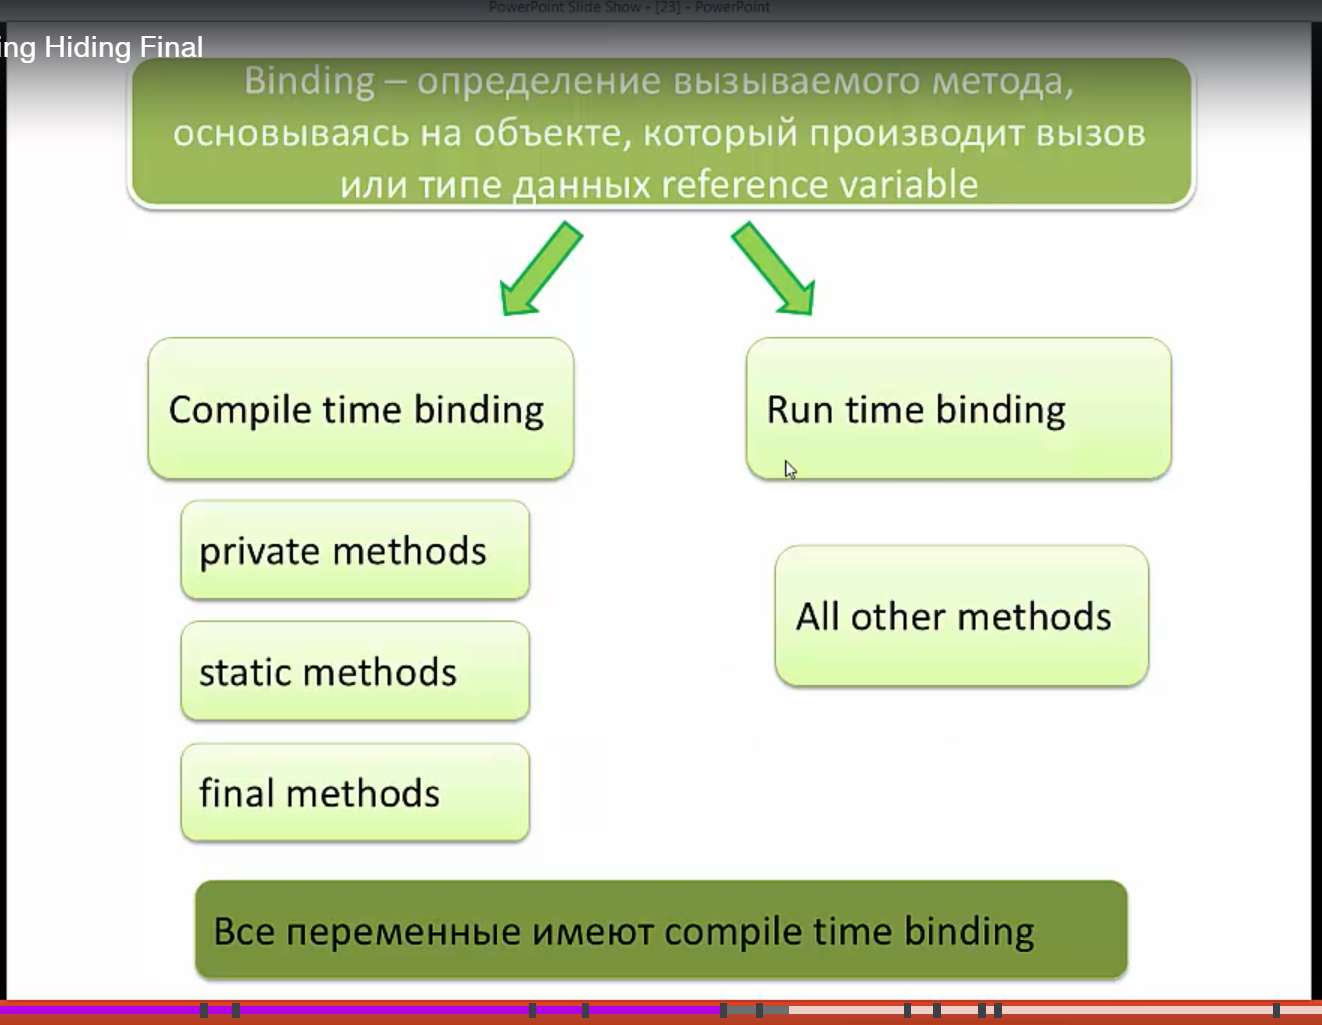 PowerPoint Slide Show - [23] - PowerPoint
ing Hiding Final
Binding – определение вызываемого метода,
основываясь на объекте, который производит вызов
или типе данных reference variable
Compile time binding
Run time binding
private methods
static methods
final methods
All other methods
Все переменные имеют compile time binding